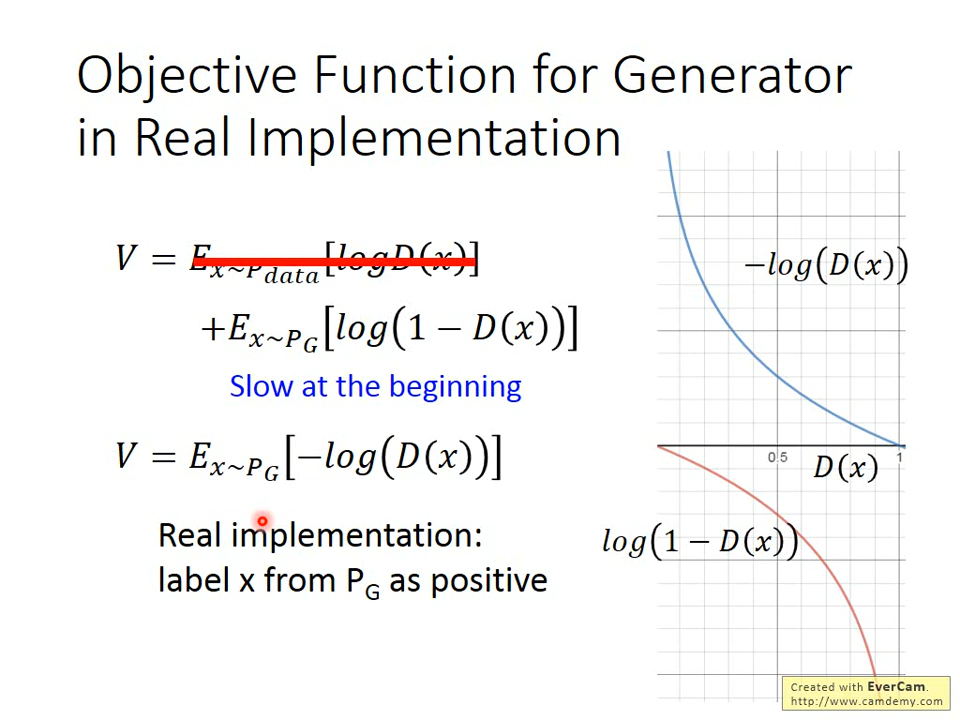 Objective Function for Generator
in Real Implementation
V = E_{x∼P_{data}}[logD(x)]
+E_{x∼P_G}[log(1 − D(x))]
Slow at the beginning
V = E_{x∼P_G}[−log(D(x))]
Real implementation:
label x from P_G as positive
−log(D(x))
0.5
1
D(x)
log(1 − D(x))
Created with EverCam.
http://www.camdemy.com